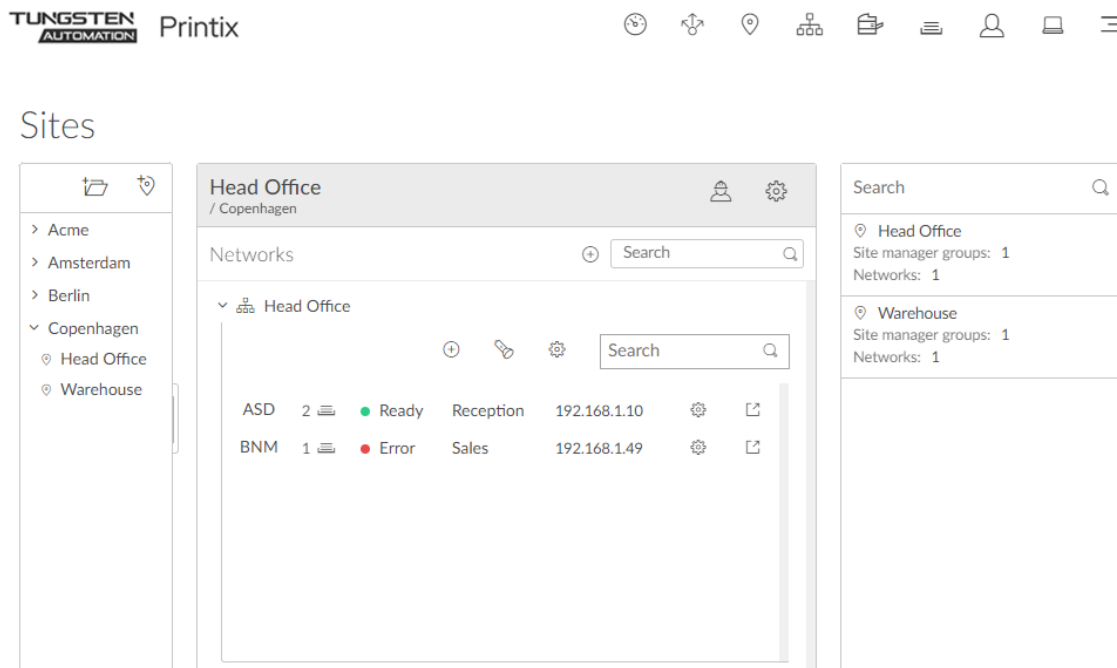 TUNGSTEN
AUTOMATION
Printix
Sites
Acme
Amsterdam
Berlin
Copenhagen
Head Office
Warehouse
Head Office
/ Copenhagen
Networks
Search
Head Office
Search
ASD 2 Ready Reception 192.168.1.10
BNM 1 Error Sales 192.168.1.49
Search
Head Office
Site manager groups: 1
Networks: 1
Warehouse
Site manager groups: 1
Networks: 1